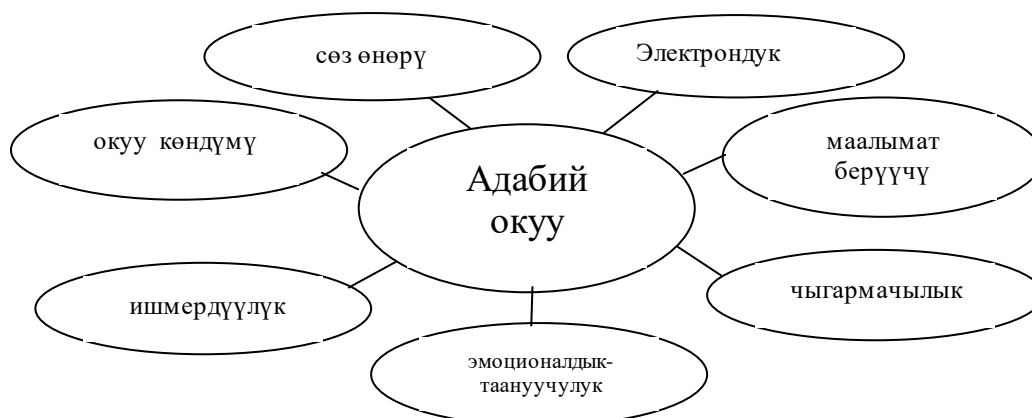 сөз өнөрү
Электрондук
окуу көндүмү
маалымат
берүүчү
Адабий
окуу
ишмердүүлүк
чыгармачылык
эмоционалдык-
таануучулук